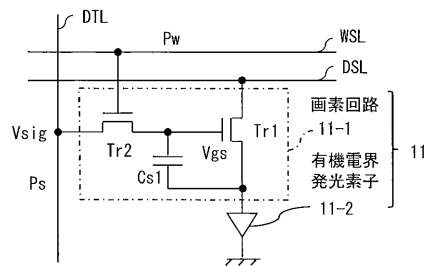 DTL
Pw
WSL
DSL
Vsig
Tr2
Vgs
Tr1
Cs1
Ps
画素回路
11-1
有機電界
発光素子
11
11-2